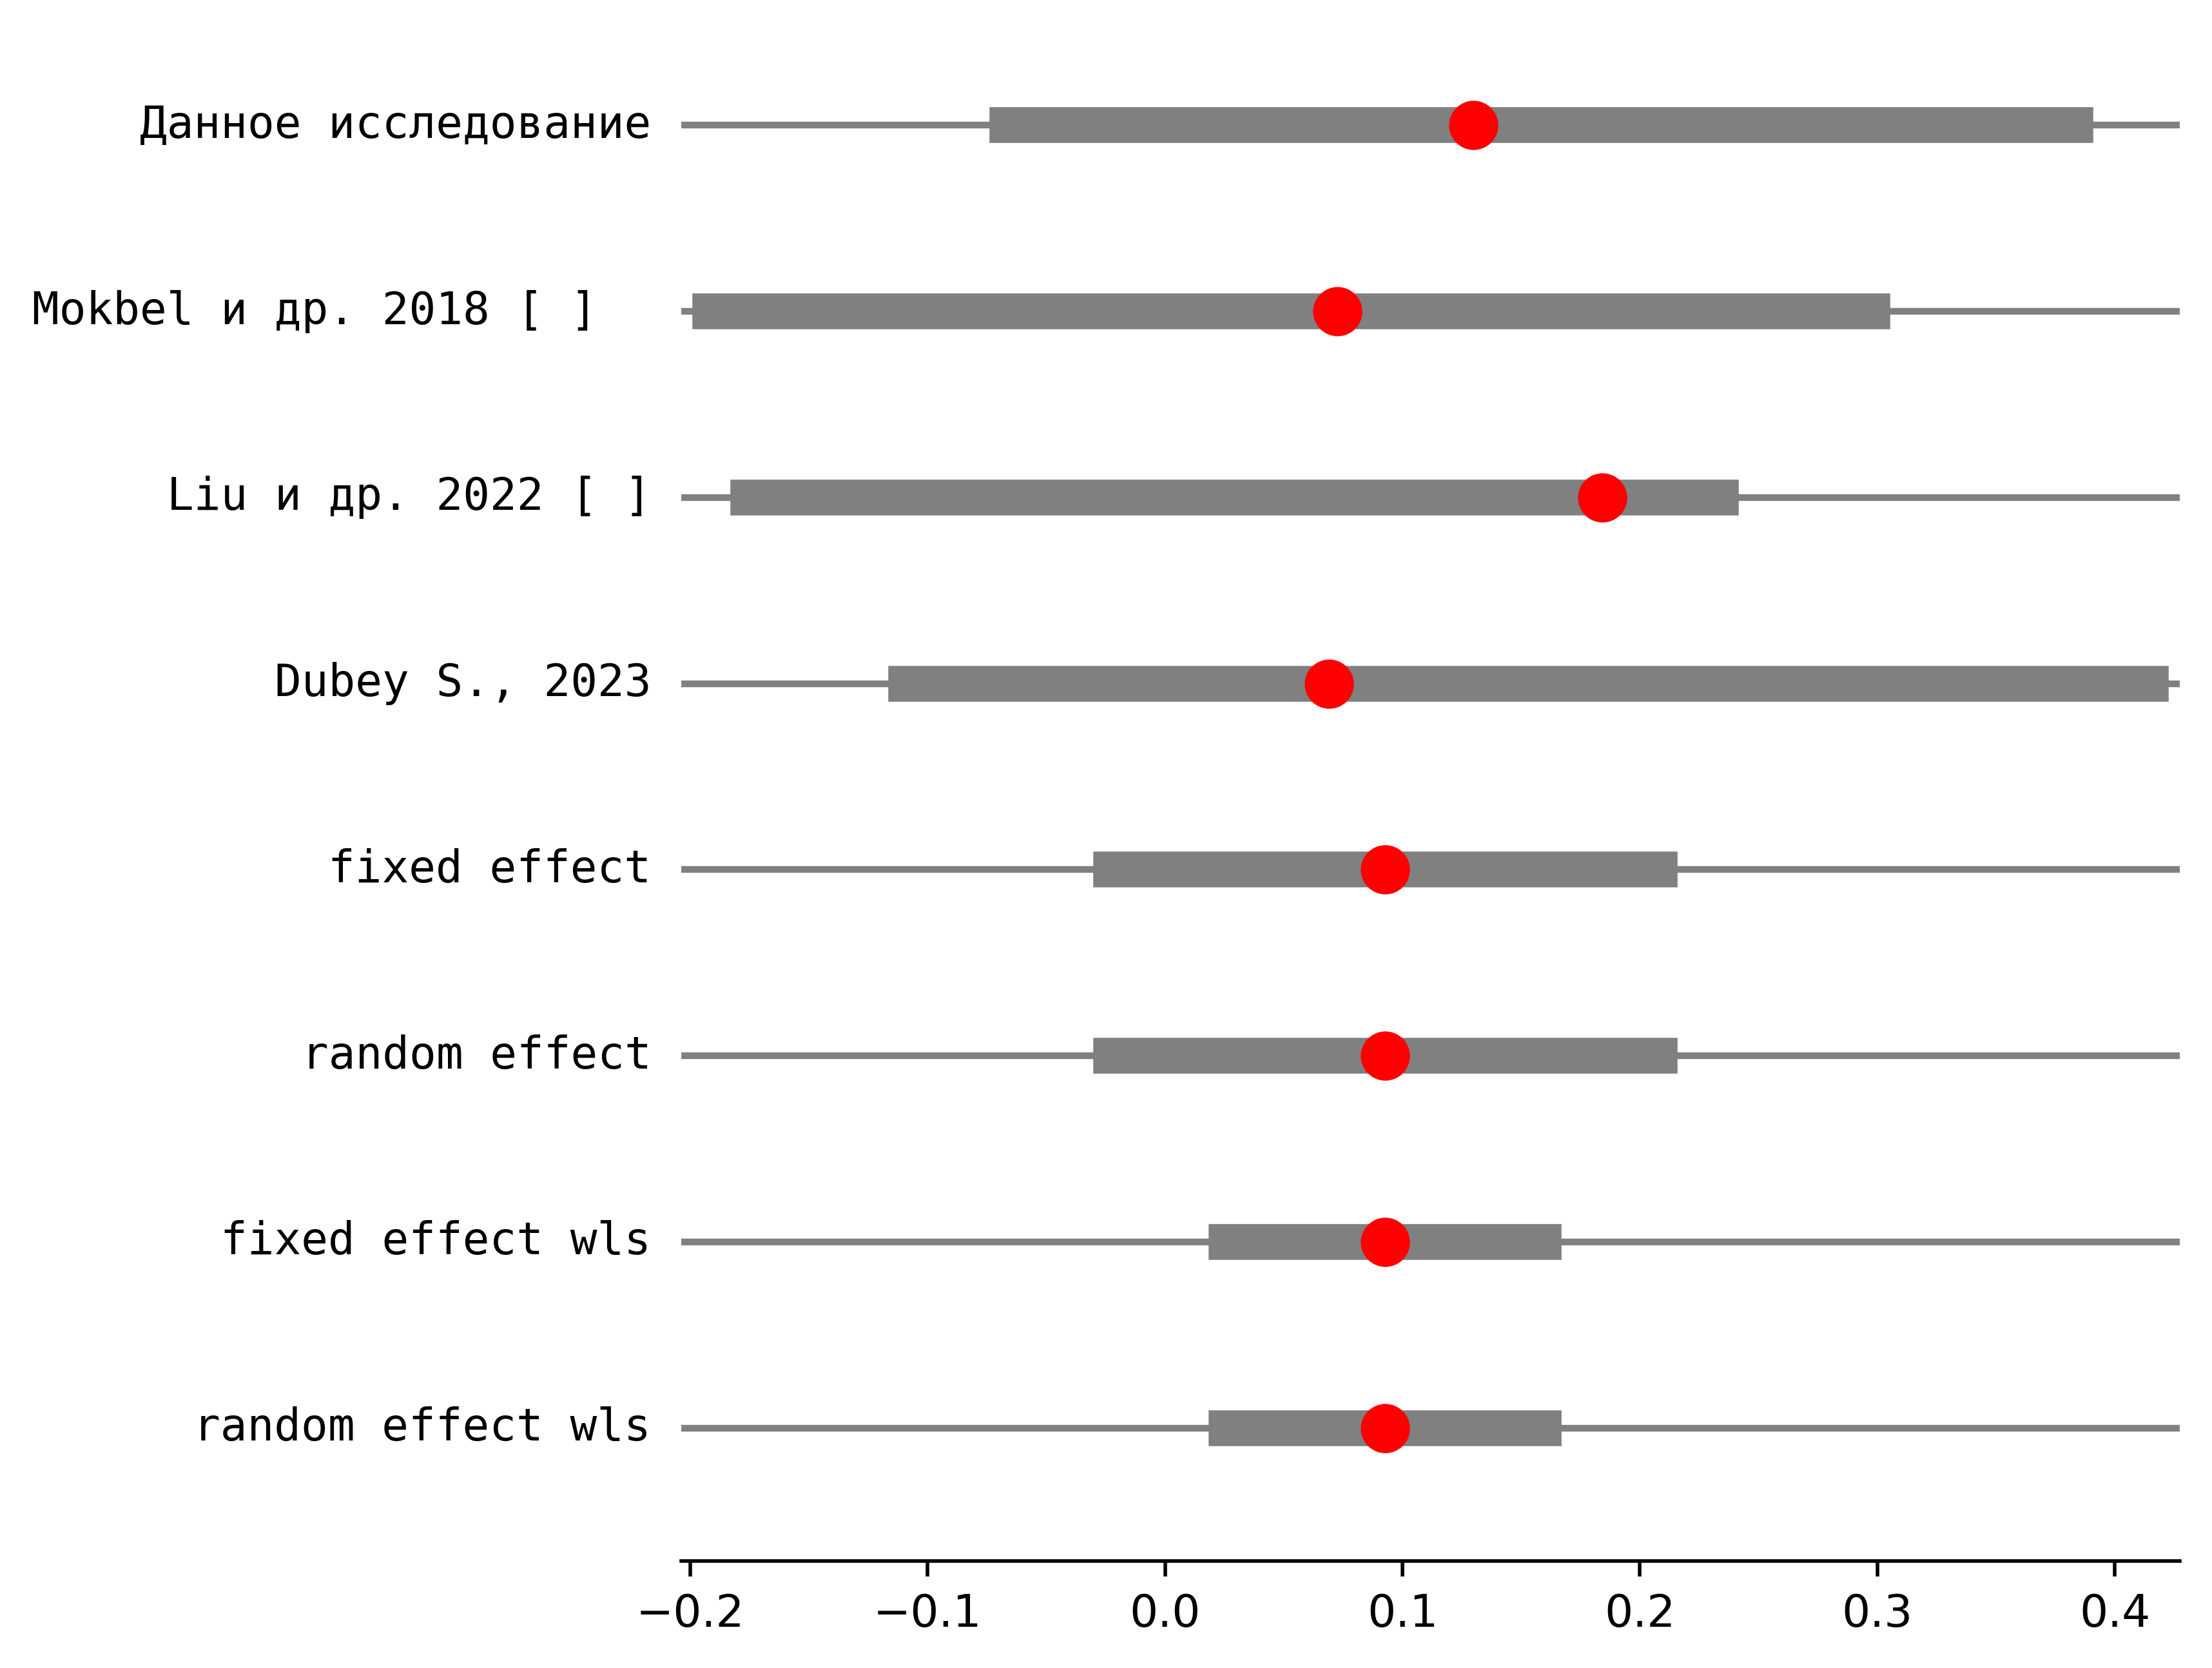 Данное исследование
Mokbel и др. 2018 [ ]
Liu и др. 2022 [ ]
Dubey S., 2023
fixed effect
random effect
fixed effect wls
random effect wls
−0.2 −0.1 0.0 0.1 0.2 0.3 0.4